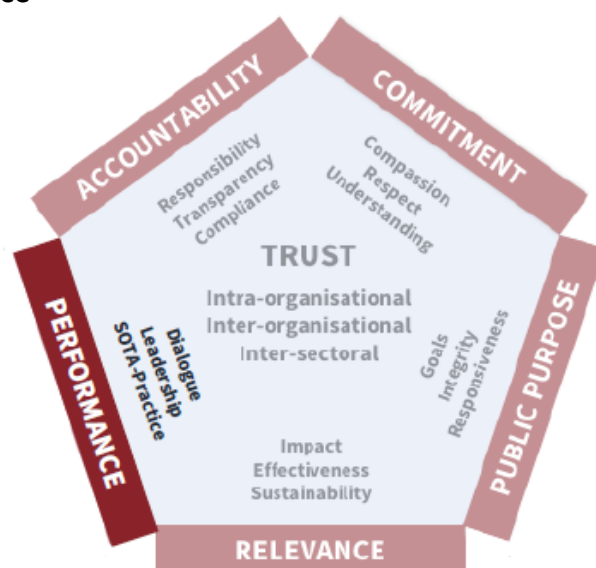 ACCOUNTABILITY
COMMITMENT
Responsibility
Transparency
Compliance
Compassion
Respect
Understanding
TRUST
Intra-organisational
Inter-organisational
Inter-sectoral
PERFORMANCE
Dialogue
Leadership
SOTA-Practice
Goals
Integrity
Responsiveness
PUBLIC PURPOSE
Impact
Effectiveness
Sustainability
RELEVANCE